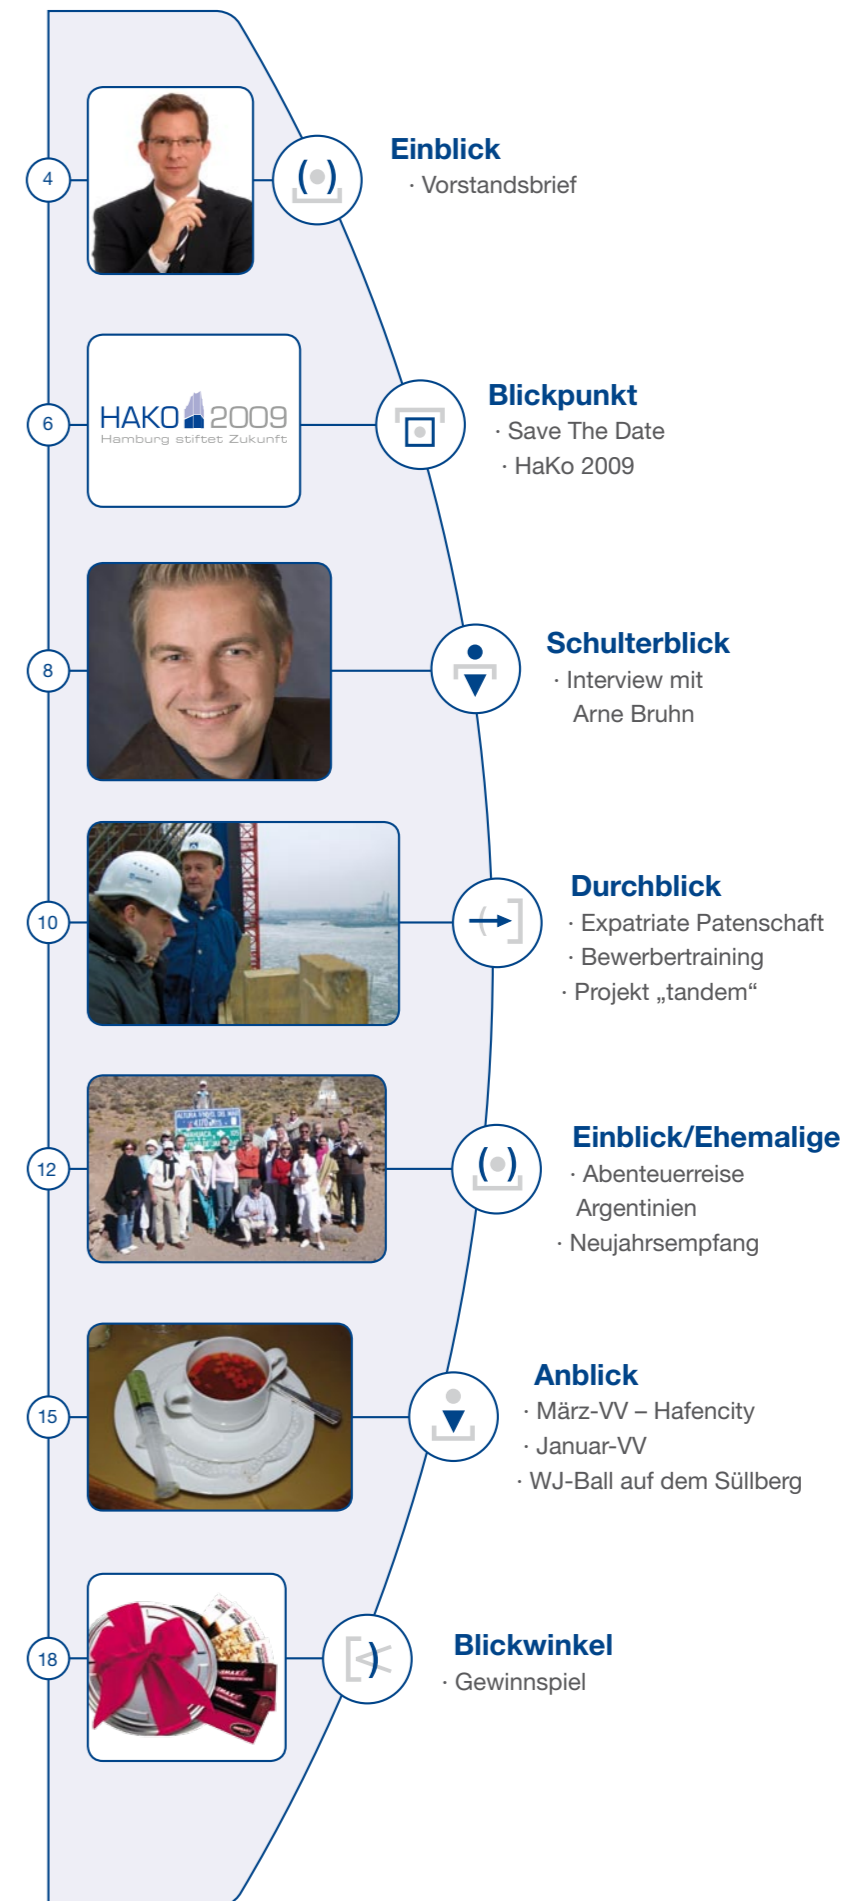 4
Einblick
· Vorstandsbrief
6
HAKO 2009
Hamburg stiftet Zukunft
Blickpunkt
· Save The Date
· HaKo 2009
8
Schulterblick
· Interview mit
Arne Bruhn
10
Durchblick
· Expatriate Patenschaft
· Bewerbertraining
· Projekt „tandem“
12
Einblick/Ehemalige
· Abenteuerreise
Argentinien
· Neujahrsempfang
15
Anblick
· März-VV – Hafencity
· Januar-VV
· WJ-Ball auf dem Süllberg
18
Blickwinkel
· Gewinnspiel